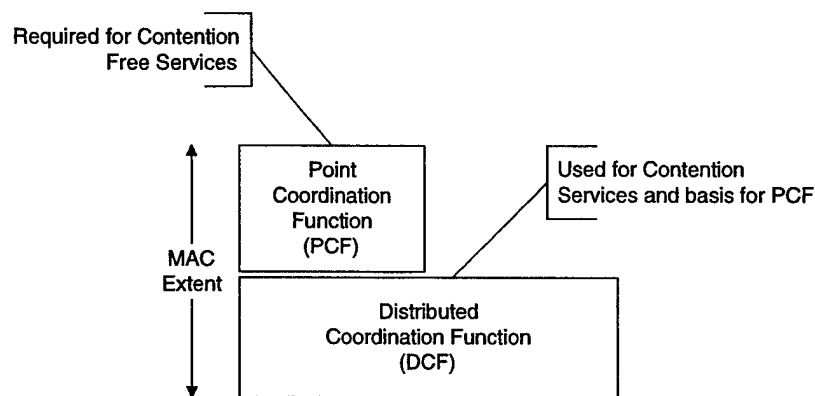 Required for Contention
Free Services
Point
Coordination
Function
(PCF)
Used for Contention
Services and basis for PCF
MAC
Extent
Distributed
Coordination Function
(DCF)